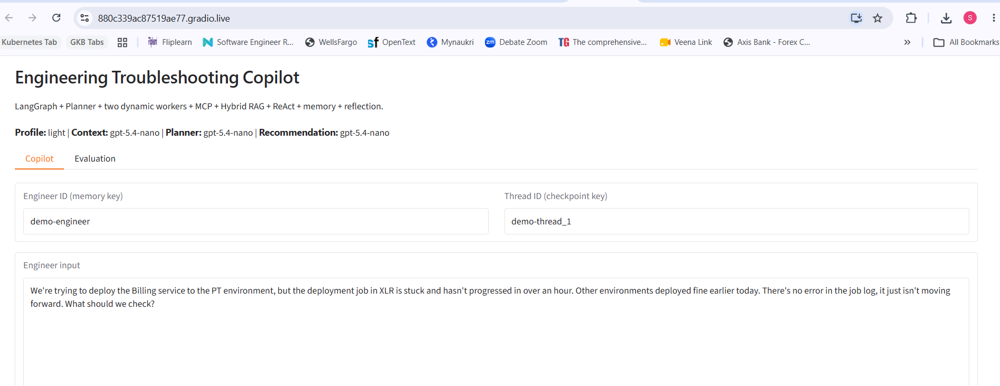 880c339ac87519ae77.gradio.live
S
Kubernetes Tab GKB Tabs Fliplearn Software Engineer R... WellsFargo OpenText Mynaukri Debate Zoom The comprehensive... Veena Link Axis Bank - Forex C... » All Bookmarks
Engineering Troubleshooting Copilot
LangGraph + Planner + two dynamic workers + MCP + Hybrid RAG + ReAct + memory + reflection.
Profile: light | Context: gpt-5.4-nano | Planner: gpt-5.4-nano | Recommendation: gpt-5.4-nano
Copilot Evaluation
Engineer ID (memory key) Thread ID (checkpoint key)
demo-engineer demo-thread_1
Engineer input
We're trying to deploy the Billing service to the PT environment, but the deployment job in XLR is stuck and hasn't progressed in over an hour. Other environments deployed fine earlier today. There's no error in the job log, it just isn't moving
forward. What should we check?